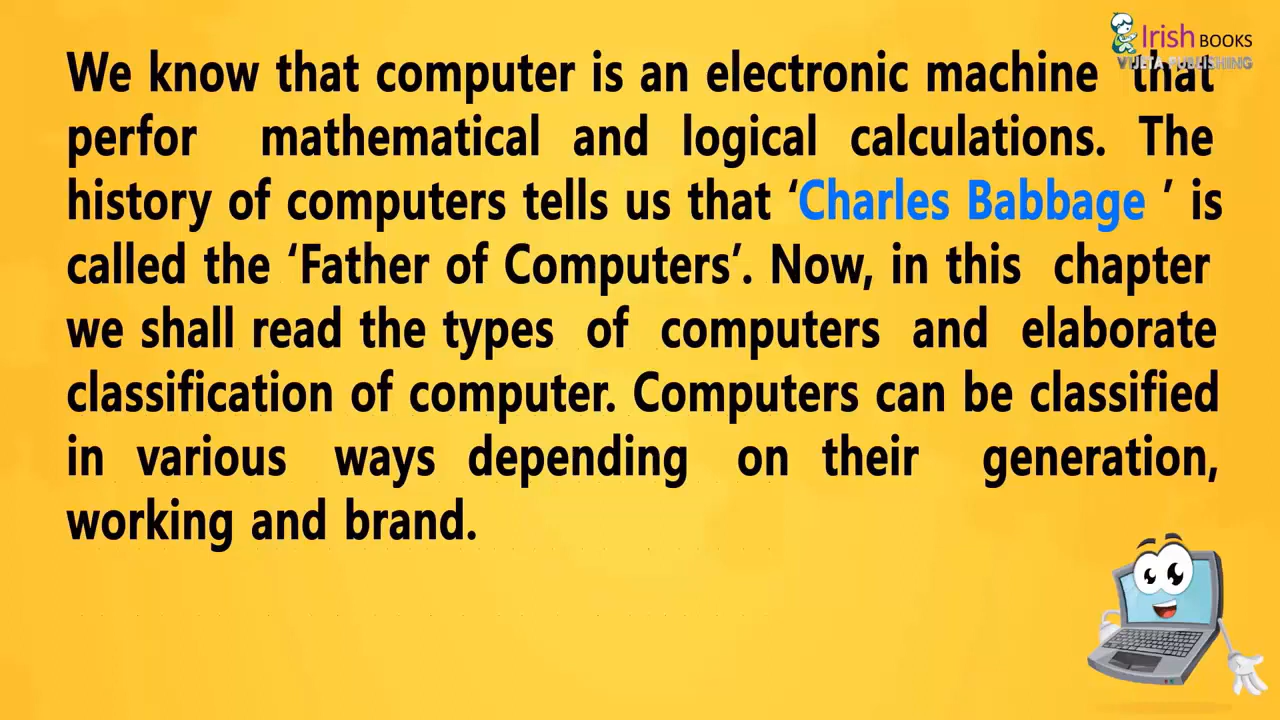 Irish BOOKS
VIJETA PUBLISHING
We know that computer is an electronic machine that
perfor mathematical and logical calculations. The
history of computers tells us that ‘Charles Babbage ’ is
called the ‘Father of Computers’. Now, in this chapter
we shall read the types of computers and elaborate
classification of computer. Computers can be classified
in various ways depending on their generation,
working and brand.